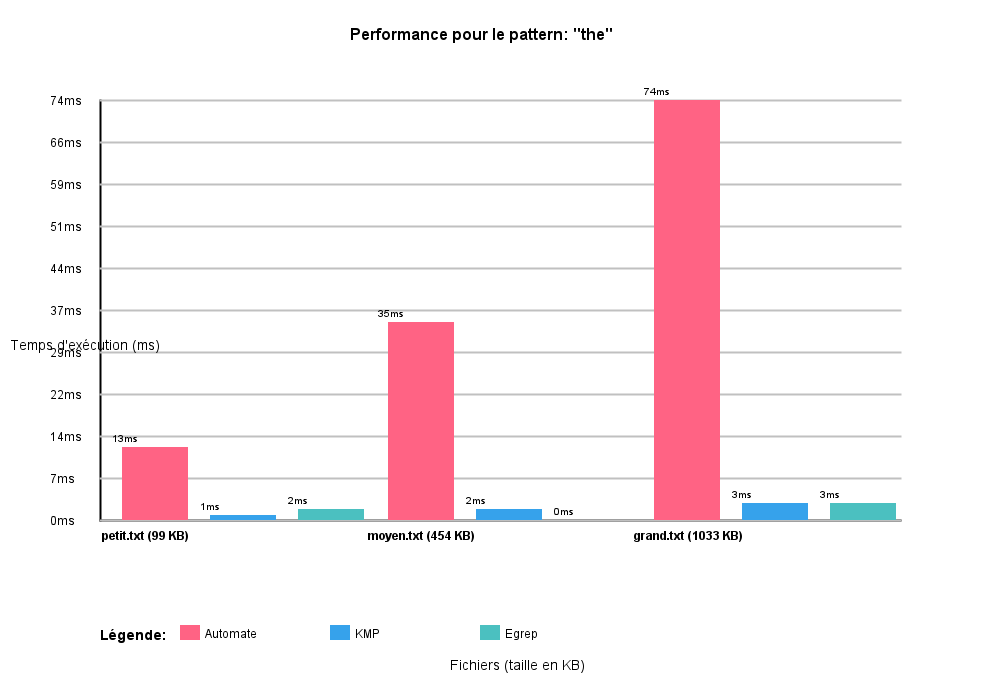 Performance pour le pattern: "the"
74ms
74ms
66ms
59ms
51ms
44ms
37ms
35ms
Temps d'exécution (ms)
29ms
22ms
14ms
13ms
7ms
1ms
2ms
2ms
0ms
3ms
3ms
0ms
petit.txt (99 KB) moyen.txt (454 KB) grand.txt (1033 KB)
Légende: Automate KMP Egrep
Fichiers (taille en KB)